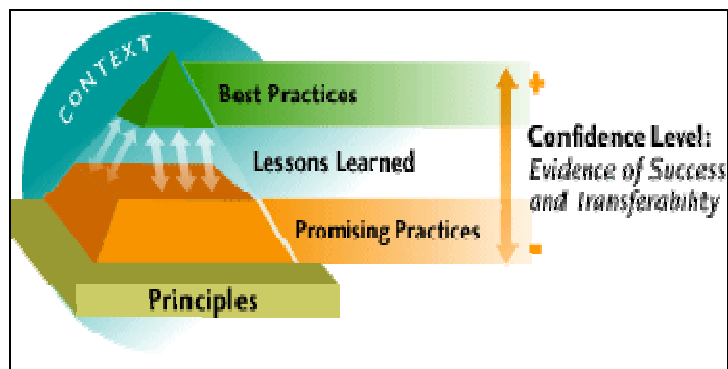 CONTEXT
Best Practices
Lessons Learned
Promising Practices
Principles
+
Confidence Level:
Evidence of Success
and Transferability
-